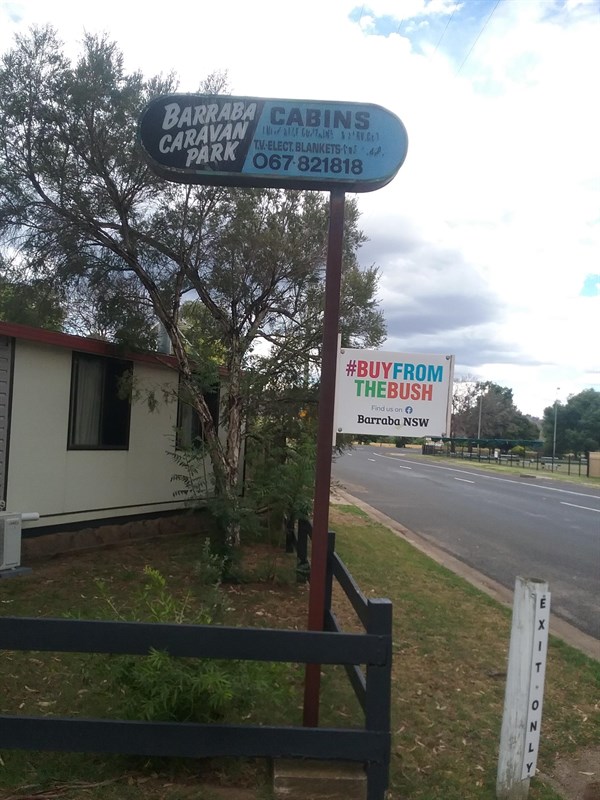 BARRABA
CARAVAN
PARK
CABINS
T.V. ELECT. BLANKETS
067-821818
#BUYFROM
THEBUSH
Find us on
Barraba NSW
EXIT ONLY